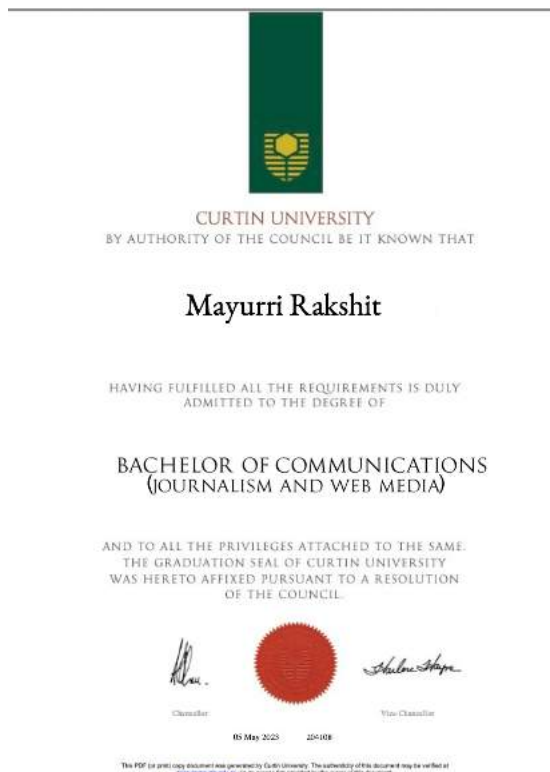 CURTIN UNIVERSITY
BY AUTHORITY OF THE COUNCIL BE IT KNOWN THAT
Mayurri Rakshit
HAVING FULFILLED ALL THE REQUIREMENTS IS DULY
ADMITTED TO THE DEGREE OF
BACHELOR OF COMMUNICATIONS
(JOURNALISM AND WEB MEDIA)
AND TO ALL THE PRIVILEGES ATTACHED TO THE SAME.
THE GRADUATION SEAL OF CURTIN UNIVERSITY
WAS HERETO AFFIXED PURSUANT TO A RESOLUTION
OF THE COUNCIL.
Chancellor Vice Chancellor
05 May 2023 204108
This PDF (or print) copy document was generated by Curtin University. The authenticity of this document may be verified at